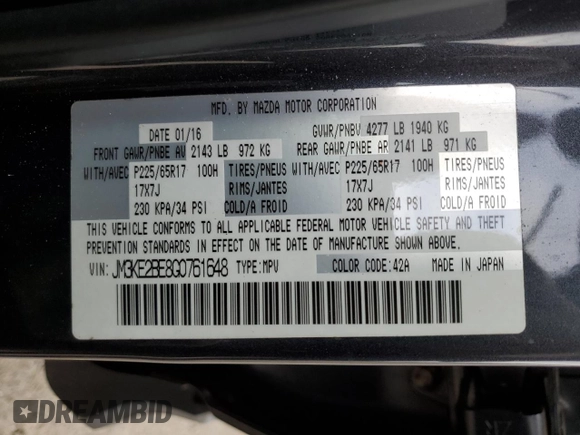 MFD. BY MAZDA MOTOR CORPORATION
DATE 01/16 GVWR/PNBV 4277 LB 1940 KG
FRONT GAWR/PNBE AV 2143 LB 972 KG REAR GAWR/PNBE AR 2141 LB 971 KG
WITH/AVEC P225/65R17 100H TIRES/PNEUS WITH/AVEC P225/65R17 100H TIRES/PNEUS
17X7J RIMS/JANTES 17X7J RIMS/JANTES
230 KPA/34 PSI COLD/A FROID 230 KPA/34 PSI COLD/A FROID
THIS VEHICLE CONFORMS TO ALL APPLICABLE FEDERAL MOTOR VEHICLE SAFETY AND THEFT
PREVENTION STANDARDS IN EFFECT ON THE DATE OF MANUFACTURE SHOWN ABOVE.
VIN: JM3KE2BE8G0761648 TYPE:MPV COLOR CODE:42A MADE IN JAPAN
DREAMBID